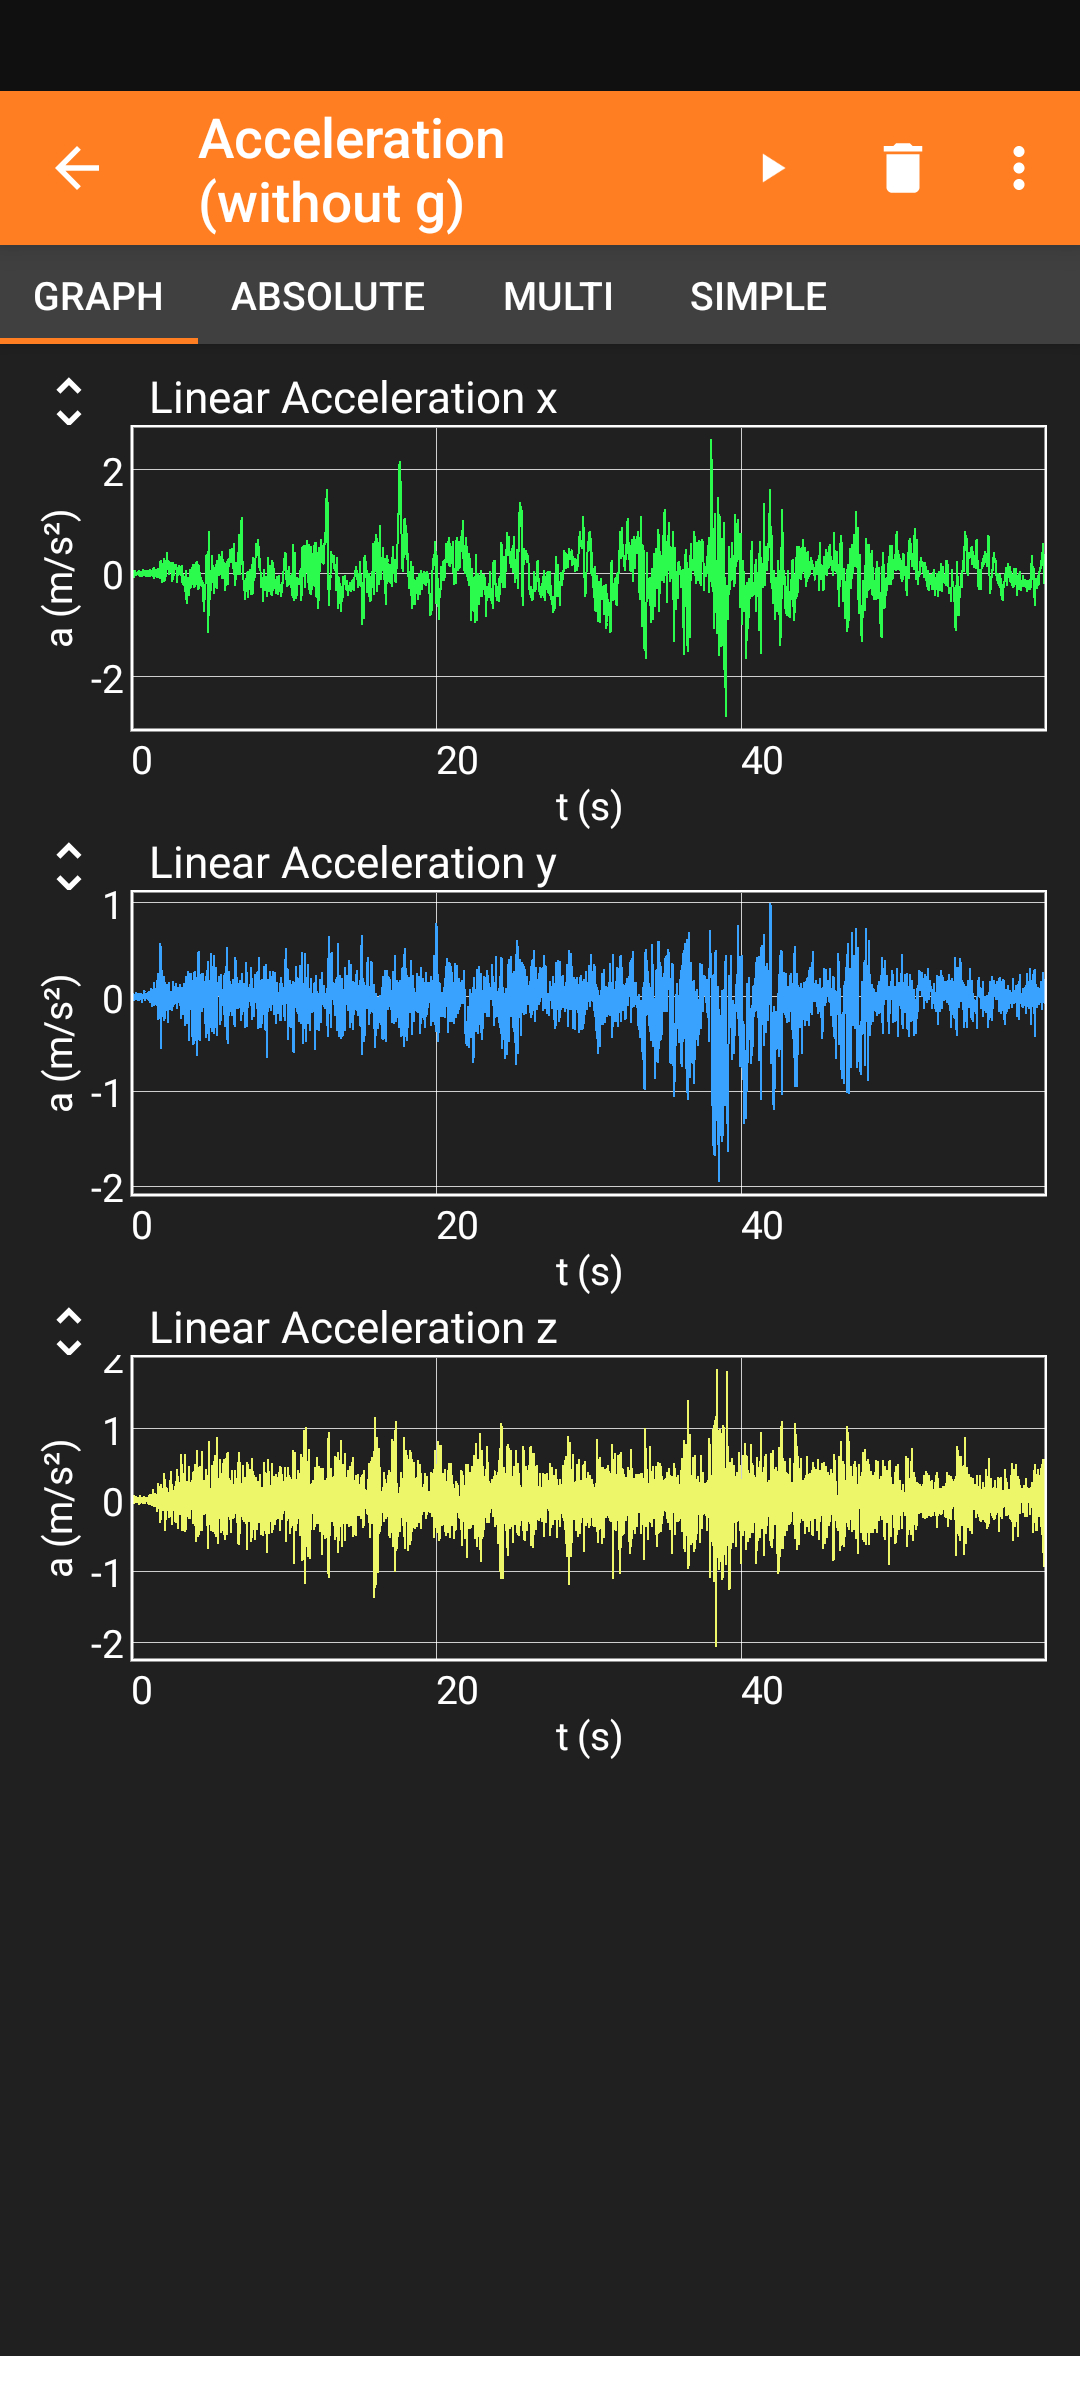 Acceleration
(without g)
GRAPH ABSOLUTE MULTI SIMPLE
Linear Acceleration x
2
0
-2
a (m/s²)
0 20 40
t (s)
Linear Acceleration y
1
0
-1
-2
a (m/s²)
0 20 40
t (s)
Linear Acceleration z
2
1
0
-1
-2
a (m/s²)
0 20 40
t (s)